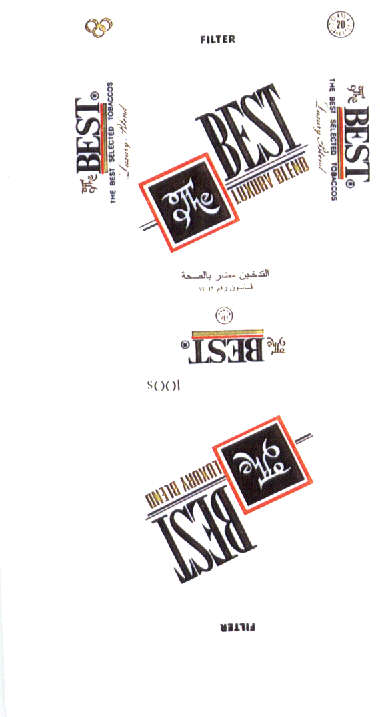 FILTER
20
The
BEST®
THE BEST SELECTED TOBACCOS
Luxury Blend
The
BEST
LUXURY BLEND
The
BEST®
THE BEST SELECTED TOBACCOS
Luxury Blend
التدخين مضر بالصحة
The
BEST®
100s
The
LUXURY BLEND
BEST
FILTER